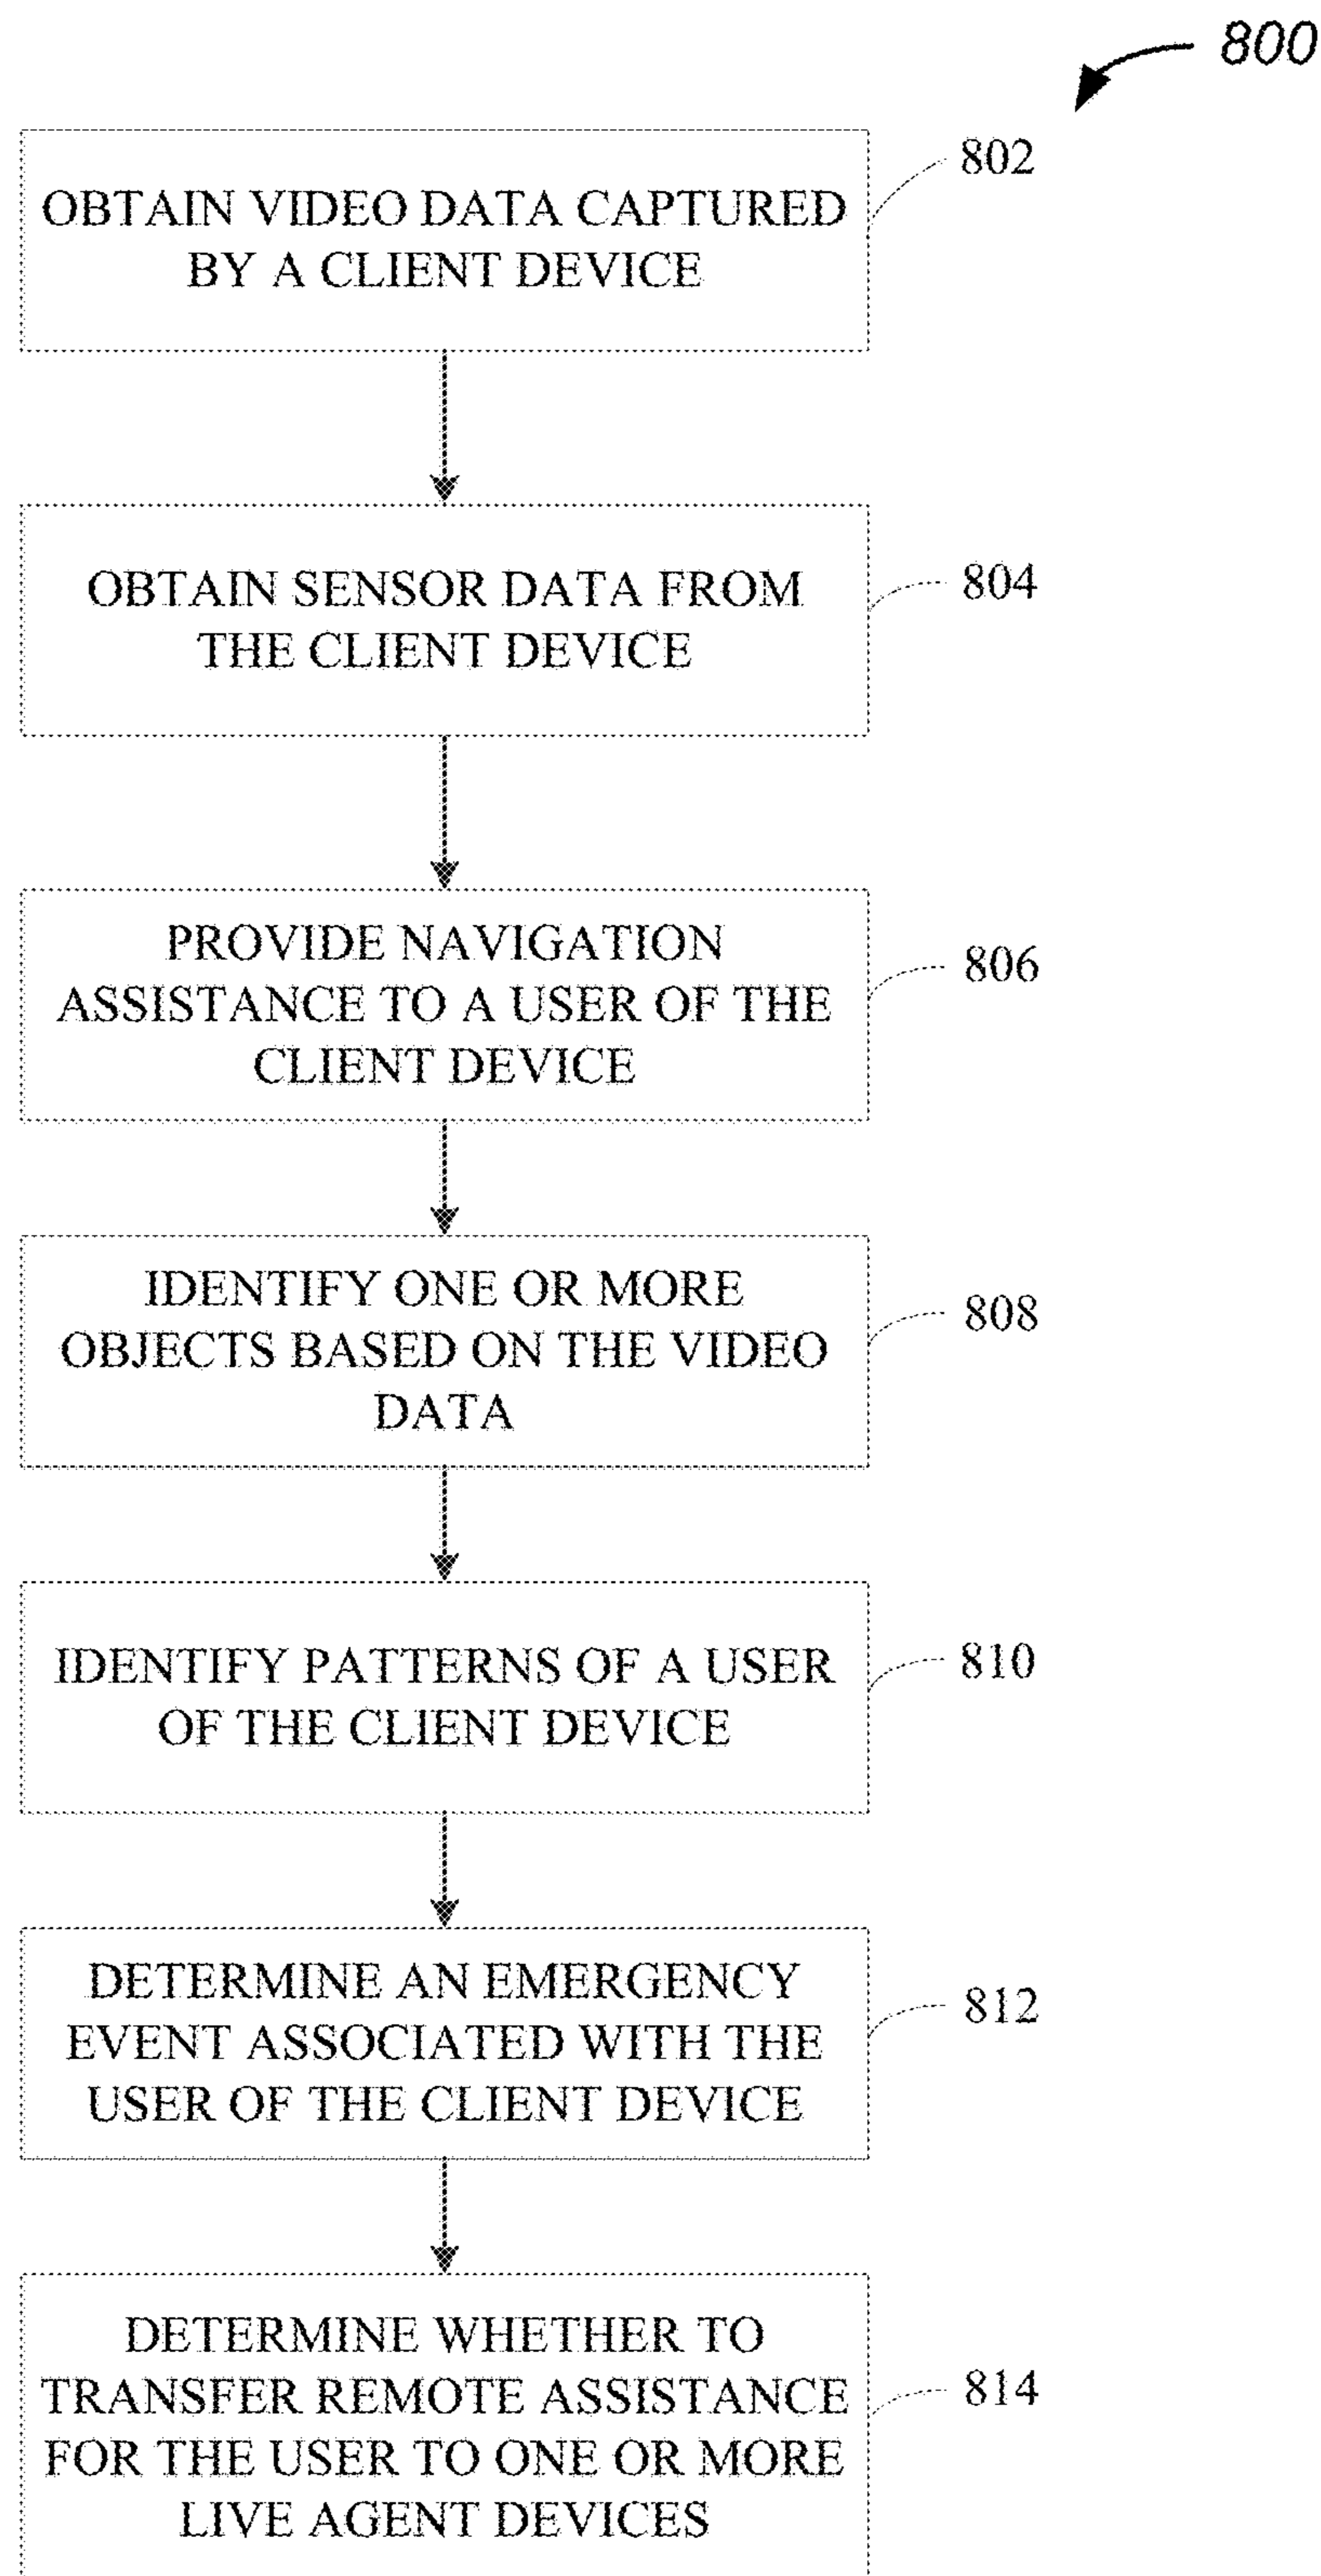 800
OBTAIN VIDEO DATA CAPTURED
BY A CLIENT DEVICE
802
OBTAIN SENSOR DATA FROM
THE CLIENT DEVICE
804
PROVIDE NAVIGATION
ASSISTANCE TO A USER OF THE
CLIENT DEVICE
806
IDENTIFY ONE OR MORE
OBJECTS BASED ON THE VIDEO
DATA
808
IDENTIFY PATTERNS OF A USER
OF THE CLIENT DEVICE
810
DETERMINE AN EMERGENCY
EVENT ASSOCIATED WITH THE
USER OF THE CLIENT DEVICE
812
DETERMINE WHETHER TO
TRANSFER REMOTE ASSISTANCE
FOR THE USER TO ONE OR MORE
LIVE AGENT DEVICES
814